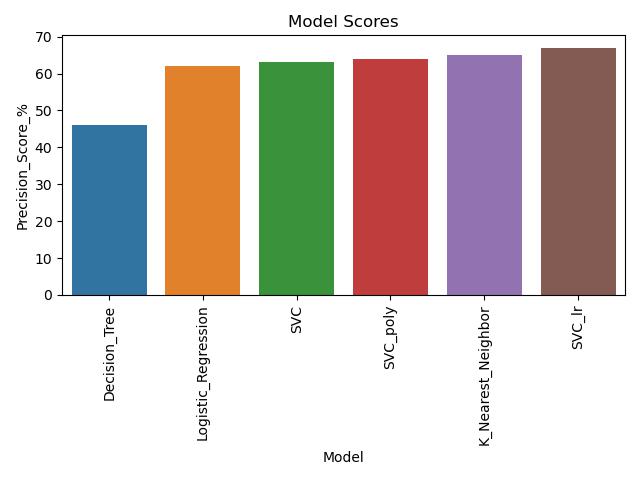 Model Scores
Precision_Score_%
70
60
50
40
30
20
10
0
Decision_Tree
Logistic_Regression
SVC
SVC_poly
K_Nearest_Neighbor
SVC_lr
Model